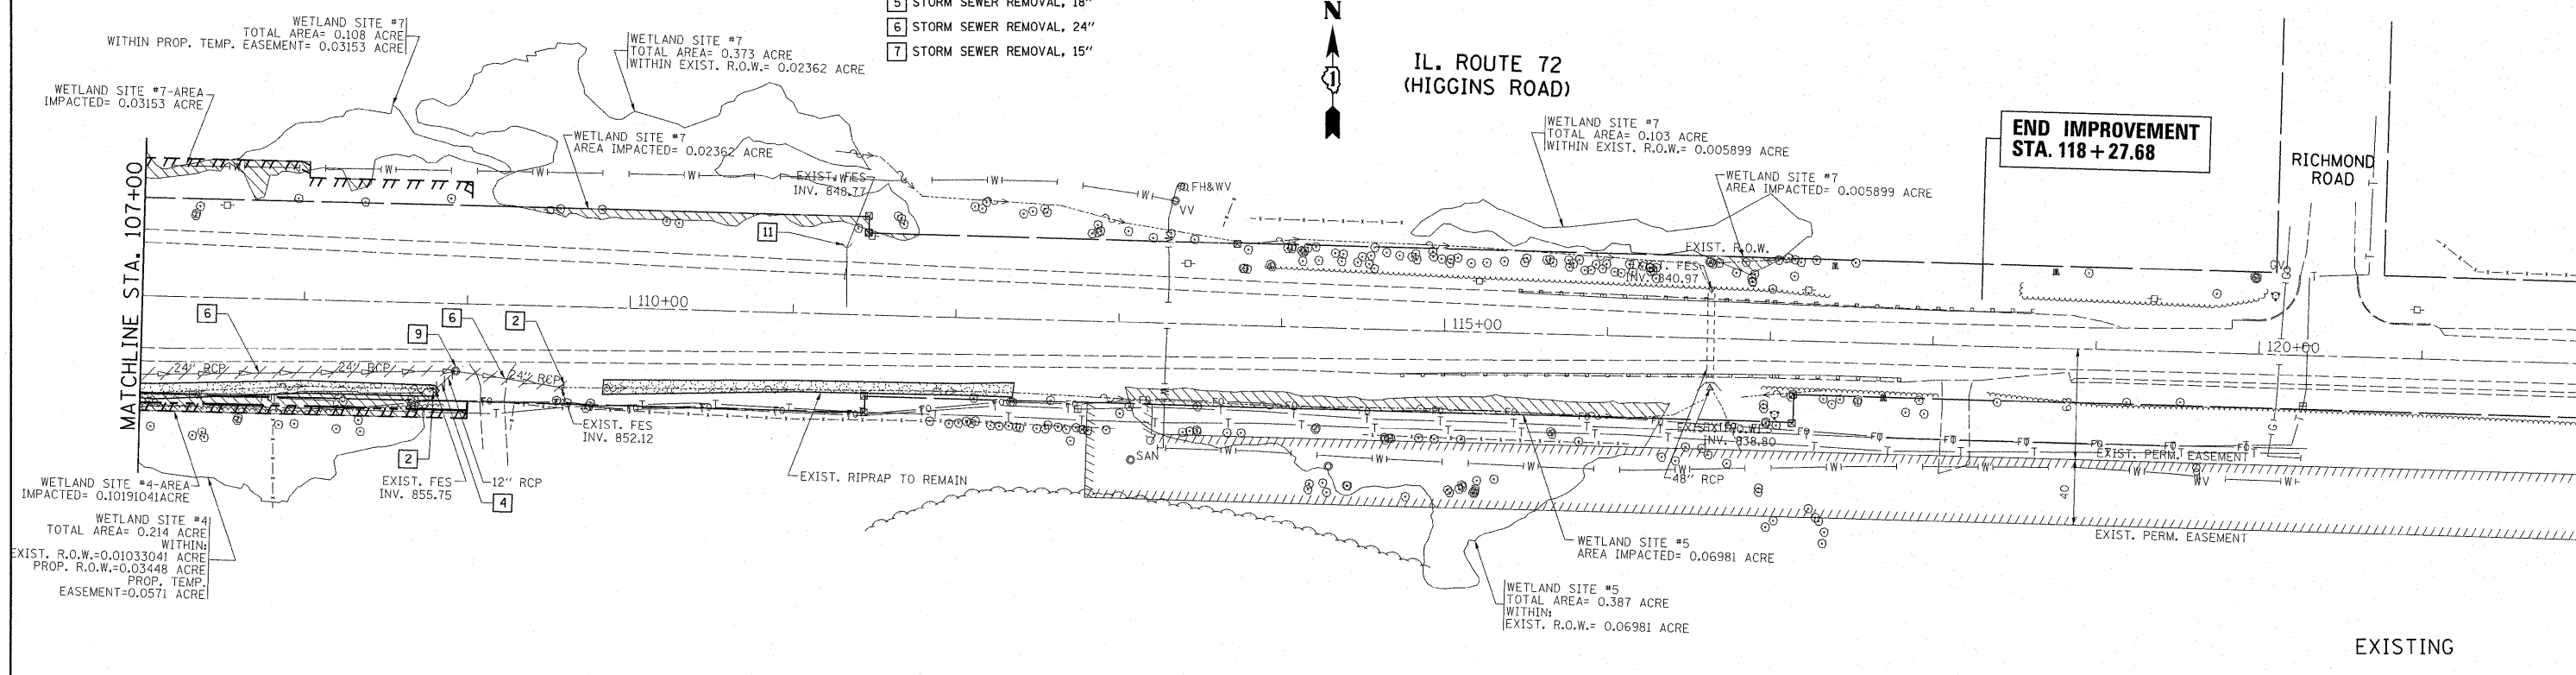 5 STORM SEWER REMOVAL, 18"
6 STORM SEWER REMOVAL, 24"
7 STORM SEWER REMOVAL, 15"
N
IL. ROUTE 72
(HIGGINS ROAD)
WETLAND SITE #7
TOTAL AREA= 0.108 ACRE
WITHIN PROP. TEMP. EASEMENT= 0.03153 ACRE
WETLAND SITE #7
TOTAL AREA= 0.373 ACRE
WITHIN EXIST. R.O.W.= 0.02362 ACRE
WETLAND SITE #7-AREA
IMPACTED= 0.03153 ACRE
WETLAND SITE #7
AREA IMPACTED= 0.02362 ACRE
EXIST. FES
INV. 848.77
FH&WV
VV
WETLAND SITE #7
TOTAL AREA= 0.103 ACRE
WITHIN EXIST. R.O.W.= 0.005899 ACRE
WETLAND SITE #7
AREA IMPACTED= 0.005899 ACRE
END IMPROVEMENT
STA. 118+27.68
RICHMOND
ROAD
MATCHLINE STA. 107+00
11
EXIST. R.O.W.
EXIST. FES
INV. 840.97
GV
110+00
115+00
120+00
6
9
6
2
24" RCP
24" RCP
24" RCP
EXIST. FES
INV. 852.12
2
EXIST. FES
INV. 855.75
12" RCP
4
EXIST. RIPRAP TO REMAIN
SAN
INV. 838.80
48" RCP
63
40
EXIST. PERM. EASEMENT
WV
EXIST. PERM. EASEMENT
WETLAND SITE #4-AREA
IMPACTED= 0.10191041ACRE
WETLAND SITE #4
TOTAL AREA= 0.214 ACRE
WITHIN:
EXIST. R.O.W.=0.01033041 ACRE
PROP. R.O.W.=0.03448 ACRE
PROP. TEMP.
EASEMENT=0.0571 ACRE
WETLAND SITE #5
AREA IMPACTED= 0.06981 ACRE
WETLAND SITE #5
TOTAL AREA= 0.387 ACRE
WITHIN:
EXIST. R.O.W.= 0.06981 ACRE
EXISTING